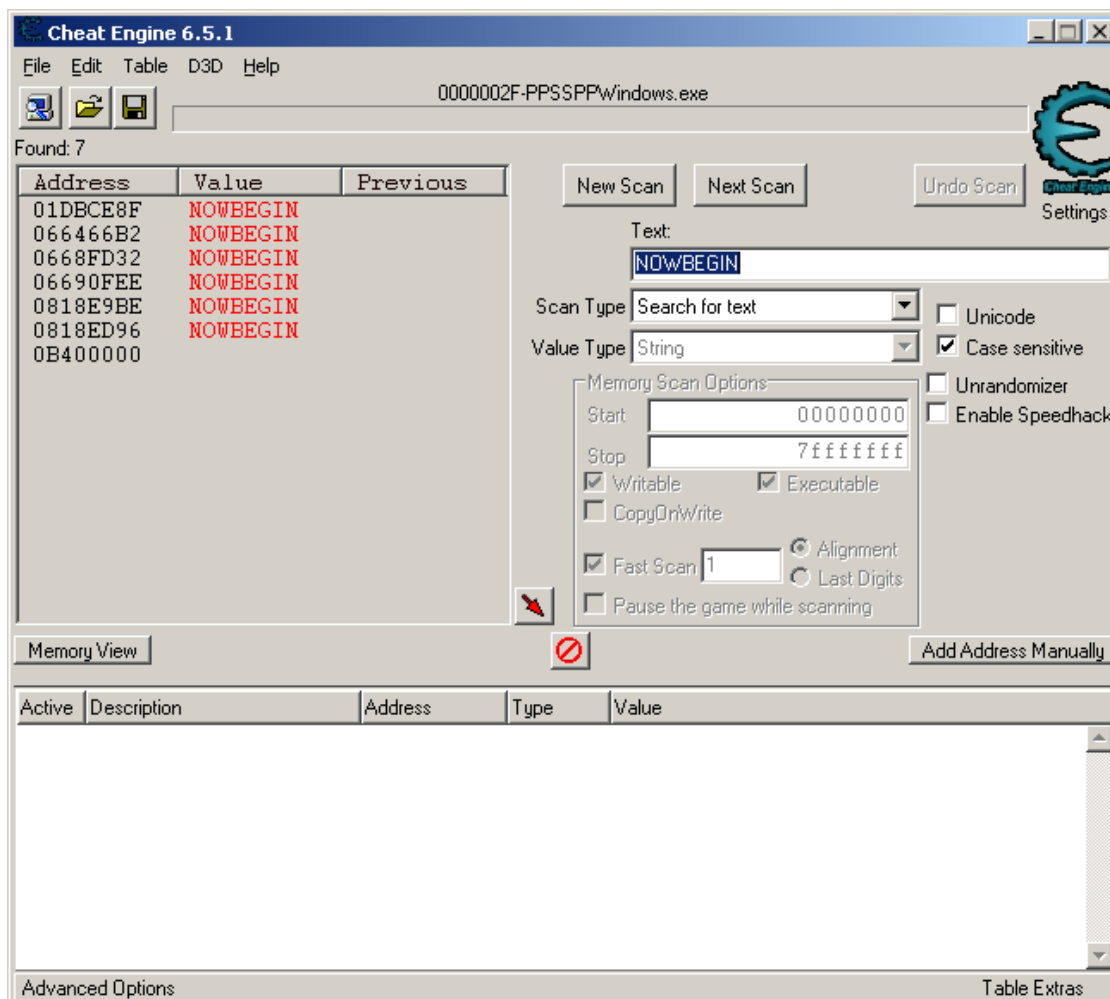 Cheat Engine 6.5.1
File Edit Table D3D Help
0000002F-PPSSPPWindows.exe
Found: 7
Address Value Previous
01DBCE8F NOWBEGIN
066466B2 NOWBEGIN
0668FD32 NOWBEGIN
06690FEE NOWBEGIN
0818E9BE NOWBEGIN
0818ED96 NOWBEGIN
0B400000
New Scan Next Scan Undo Scan
Cheat Engin
Settings
Text:
NOWBEGIN
Scan Type Search for text
Value Type String
Unicode
Case sensitive
Unrandomizer
Enable Speedhack
Memory Scan Options
Start 00000000
Stop 7fffffff
Writable Executable
CopyOnWrite
Fast Scan 1 Alignment
Last Digits
Pause the game while scanning
Memory View Add Address Manually
Active Description Address Type Value
Advanced Options Table Extras